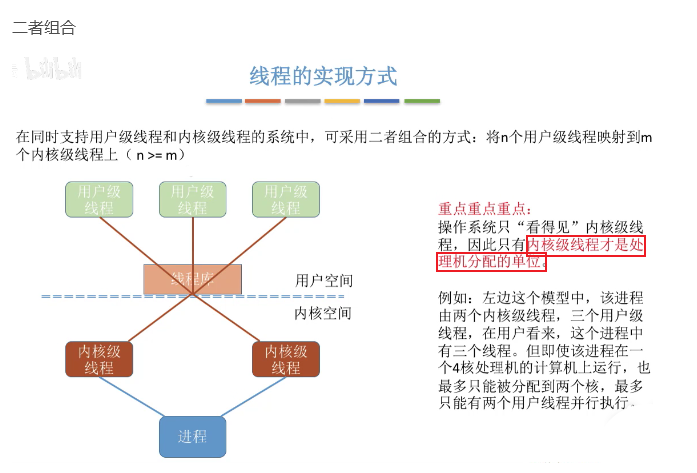 二者组合
bilibili
线程的实现方式
在同时支持用户级线程和内核级线程的系统中，可采用二者组合的方式：将n个用户级线程映射到m
个内核级线程上（ n >= m）
用户级
线程
用户级
线程
用户级
线程
线程库
用户空间
内核空间
内核级
线程
内核级
线程
进程
重点重点重点：
操作系统只“看得见”内核级线
程，因此只有内核级线程才是处
理机分配的单位。
例如：左边这个模型中，该进程
由两个内核级线程，三个用户级
线程，在用户看来，这个进程中
有三个线程。但即使该进程在一
个4核处理机的计算机上运行，也
最多只能被分配到两个核，最多
只能有两个用户线程并行执行。